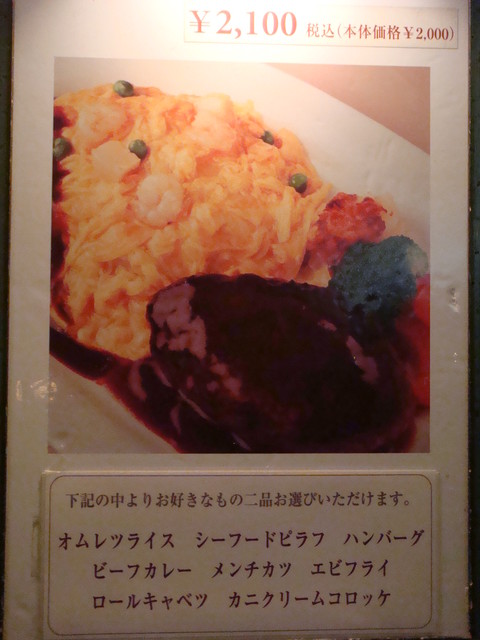 ¥2,100 税込(本体価格¥2,000)
下記の中よりお好きなもの二品お選びいただけます。
オムレツライス シーフードピラフ ハンバーグ
ビーフカレー メンチカツ エビフライ
ロールキャベツ カニクリームコロッケ